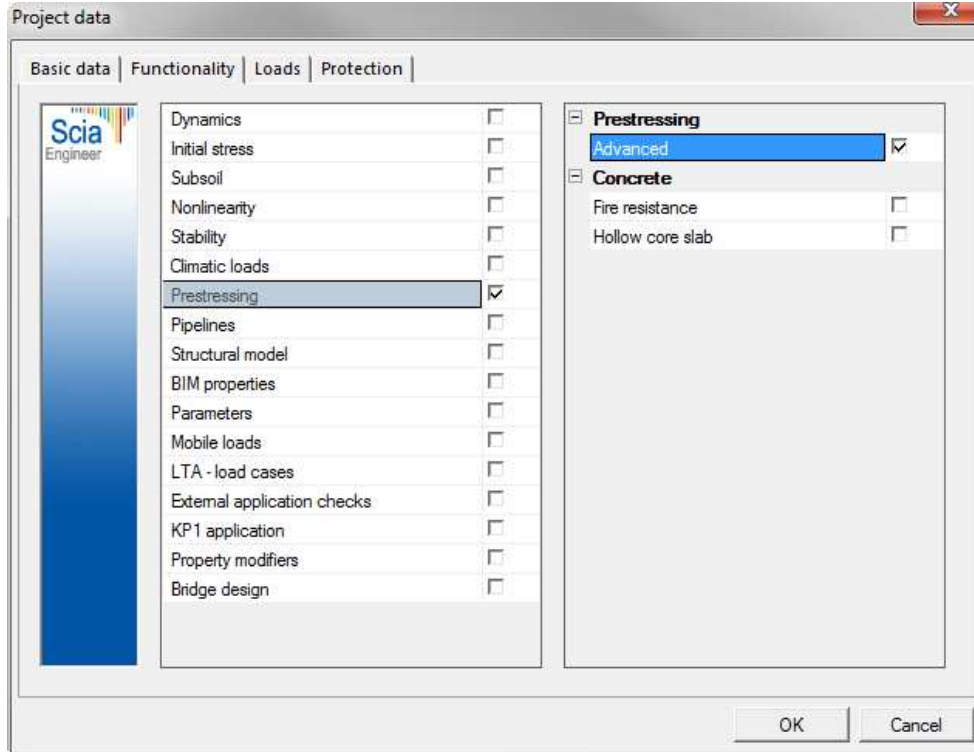 Project data
Basic data
Functionality
Loads
Protection
Scia
Engineer
Dynamics
Initial stress
Subsoil
Nonlinearity
Stability
Climatic loads
Prestressing
Pipelines
Structural model
BIM properties
Parameters
Mobile loads
LTA - load cases
External application checks
KP1 application
Property modifiers
Bridge design
Prestressing
Advanced
Concrete
Fire resistance
Hollow core slab
OK
Cancel